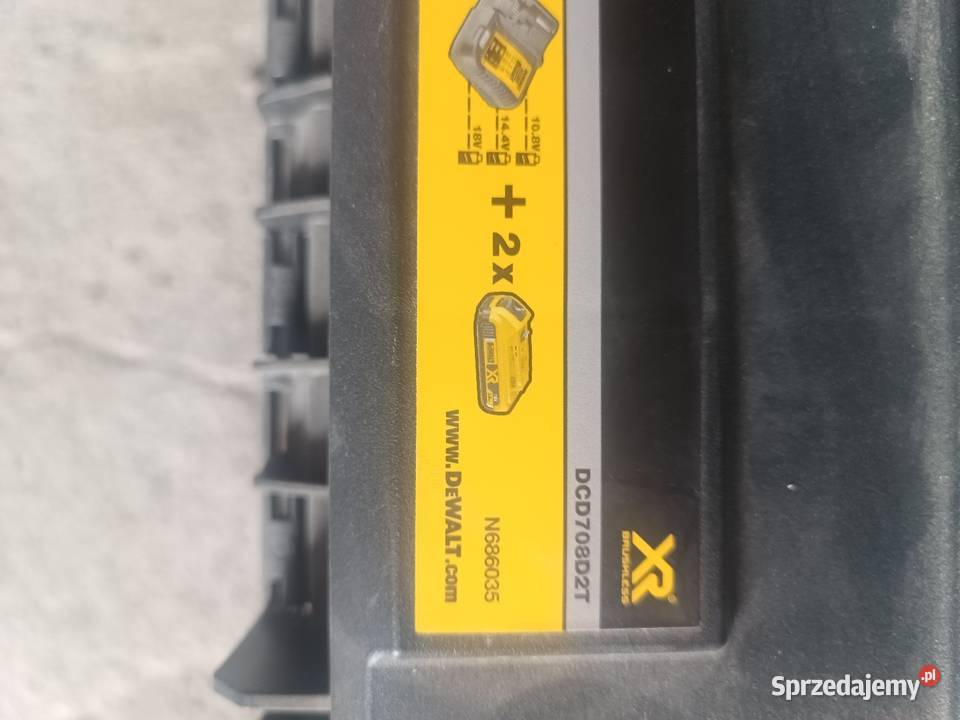 XR®
BRUSHLESS
DCD708D2T
10.8V
14.4V
18V
+ 2 x
XR
N686035
www.DEWALT.com
Sprzedajemy.pl